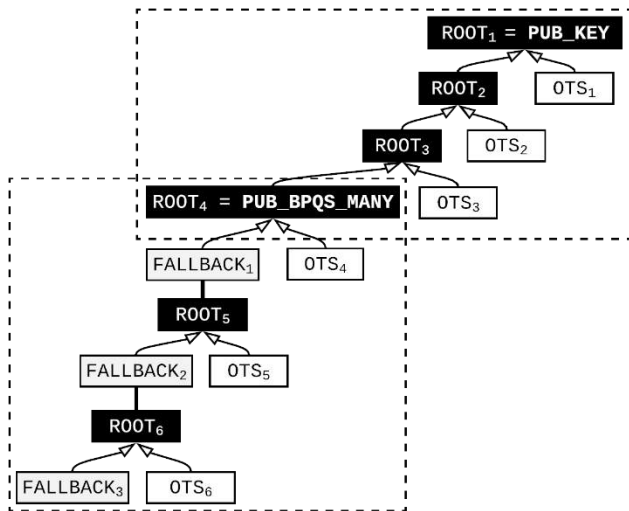 ROOT₁ = PUB_KEY
ROOT₂
OTS₁
ROOT₃
OTS₂
ROOT₄ = PUB_BPQS_MANY
OTS₃
FALLBACK₁
OTS₄
ROOT₅
FALLBACK₂
OTS₅
ROOT₆
FALLBACK₃
OTS₆